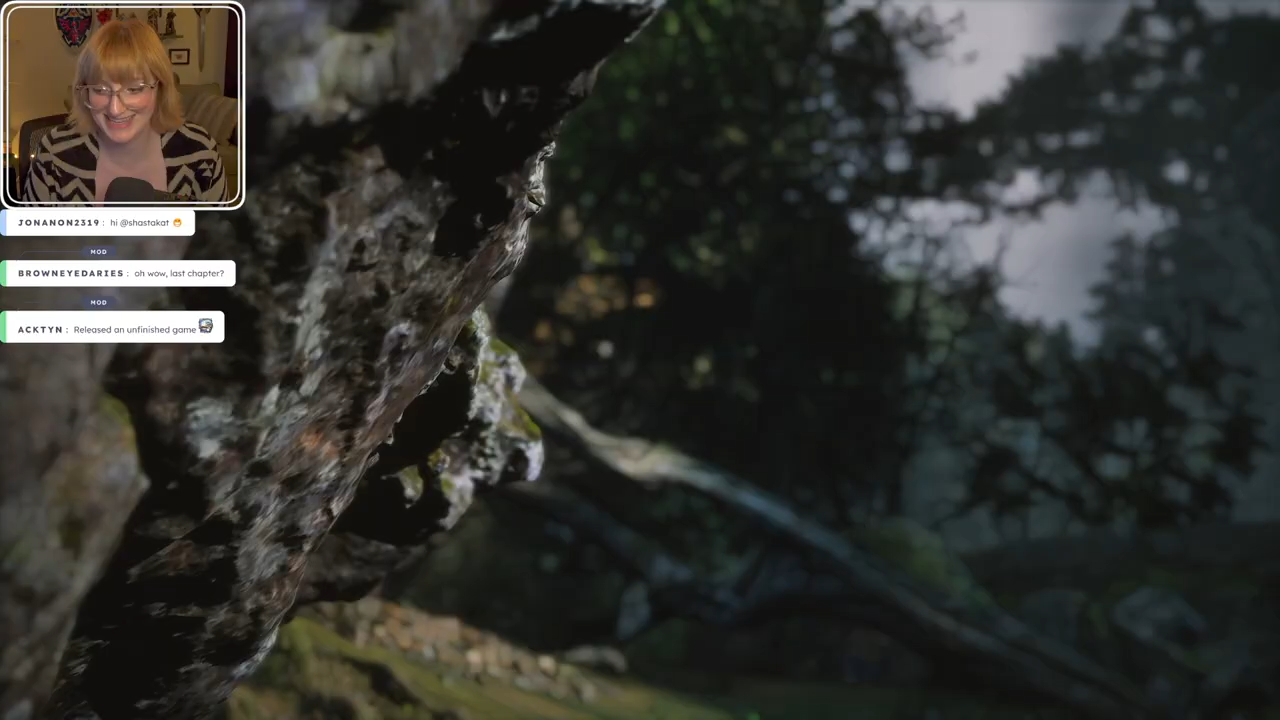 JONANON2319 : hi @shastakat
MOD
BROWNEYEDARIES : oh wow, last chapter?
MOD
ACKTYN : Released an unfinished game